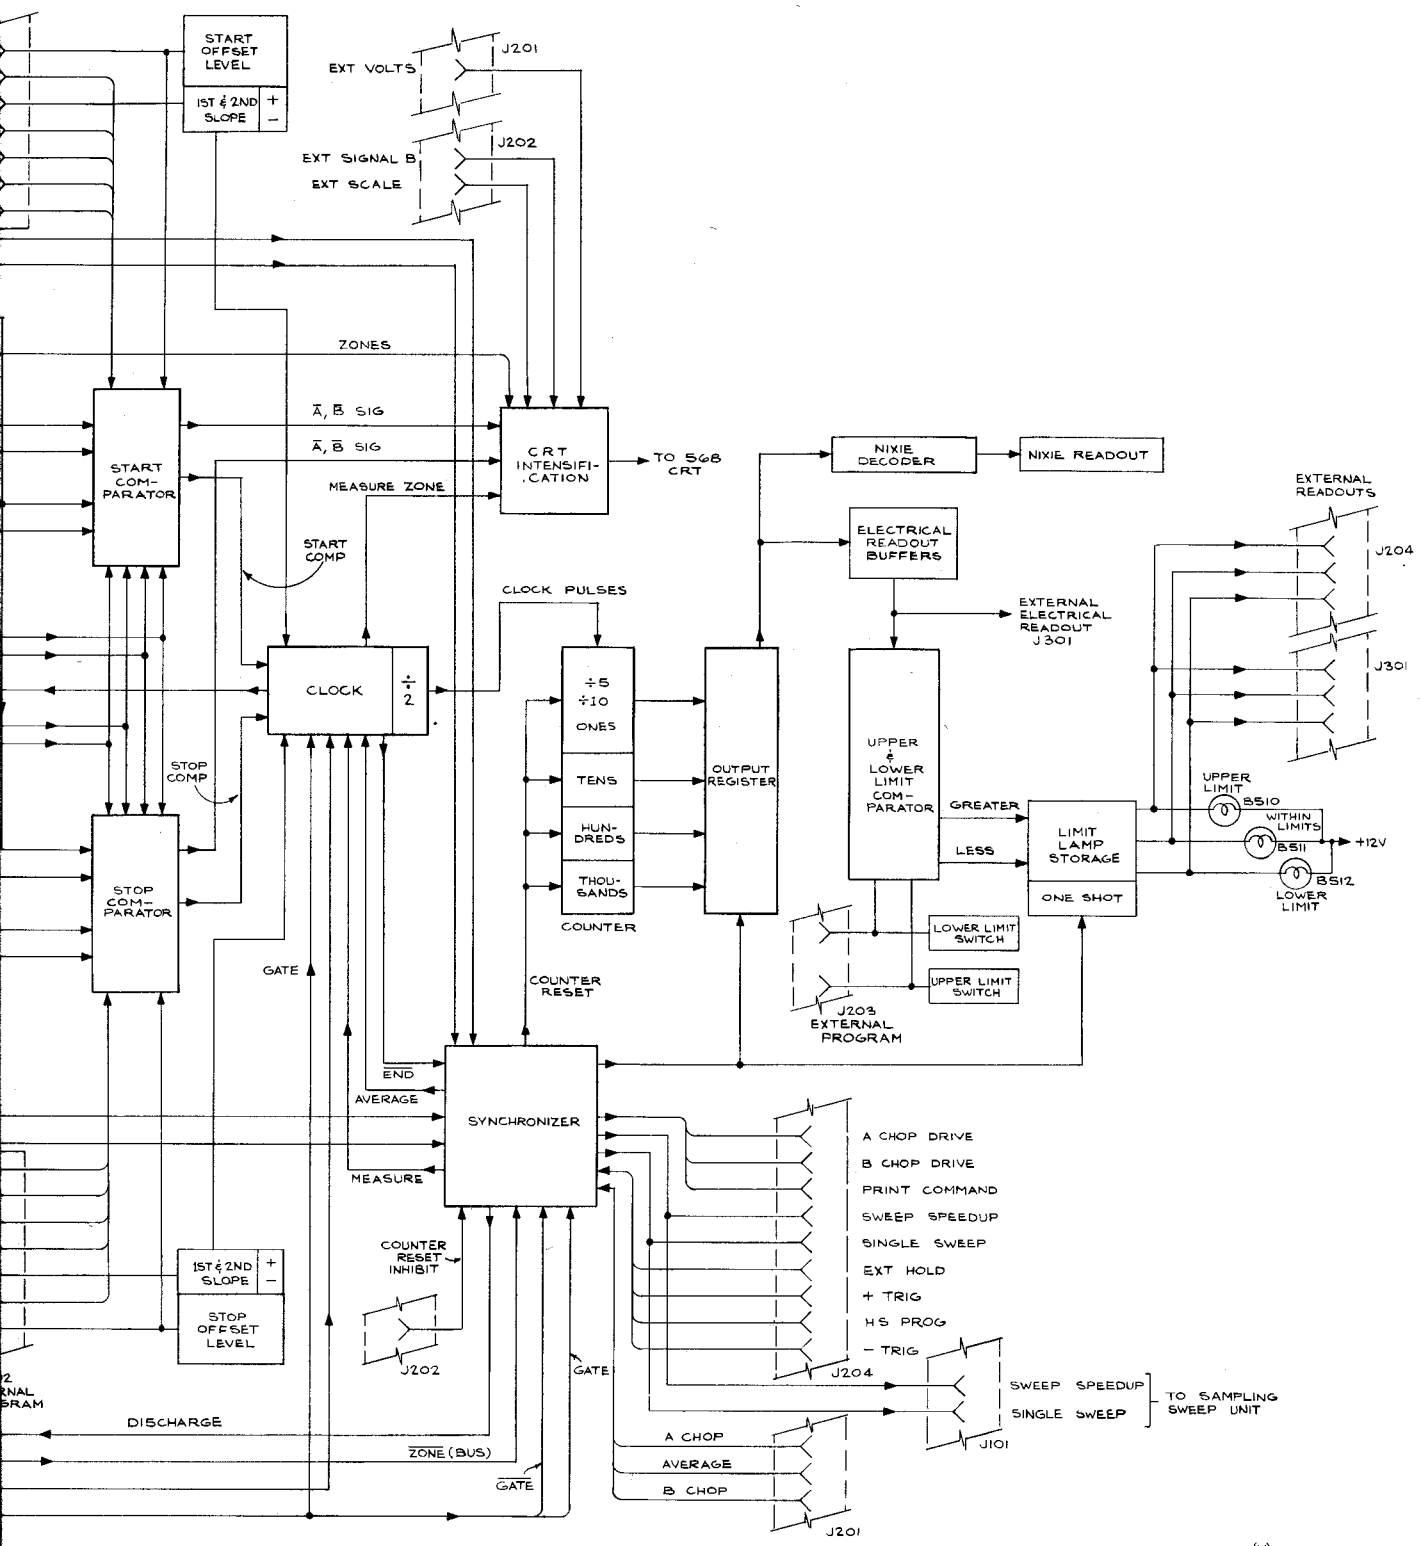 START
OFFSET
LEVEL
1ST & 2ND
SLOPE
+
−
EXT VOLTS
J201
J202
EXT SIGNAL B
EXT SCALE
ZONES
A̅, B̅ SIG
A̅, B̅ SIG
MEASURE ZONE
START
COM-
PARATOR
CRT
INTENSIFI-
CATION
TO 568
CRT
NIXIE
DECODER
NIXIE READOUT
EXTERNAL
READOUTS
J204
J301
ELECTRICAL
READOUT
BUFFERS
START
COMP
CLOCK PULSES
EXTERNAL
ELECTRICAL
READOUT
J301
CLOCK
÷
2
÷5
÷10
ONES
TENS
HUN-
DREDS
THOU-
SANDS
COUNTER
OUTPUT
REGISTER
UPPER
&
LOWER
LIMIT
COM-
PARATOR
GREATER
LESS
LIMIT
LAMP
STORAGE
ONE SHOT
UPPER
LIMIT
B510
WITHIN
LIMITS
B511
+12V
B512
LOWER
LIMIT
STOP
COMP
STOP
COM-
PARATOR
LOWER LIMIT
SWITCH
UPPER LIMIT
SWITCH
J203
EXTERNAL
PROGRAM
GATE
COUNTER
RESET
E̅N̅D̅
AVERAGE
SYNCHRONIZER
MEASURE
A CHOP DRIVE
B CHOP DRIVE
PRINT COMMAND
SWEEP SPEEDUP
SINGLE SWEEP
EXT HOLD
+ TRIG
HS PROG
− TRIG
J204
COUNTER
RESET
INHIBIT
J202
1ST & 2ND
SLOPE
+
−
STOP
OFFSET
LEVEL
GATE
SWEEP SPEEDUP
SINGLE SWEEP
TO SAMPLING
SWEEP UNIT
J101
2
RNAL
GRAM
DISCHARGE
Z̅O̅N̅E̅ (BUS)
G̅A̅T̅E̅
A CHOP
AVERAGE
B CHOP
J201